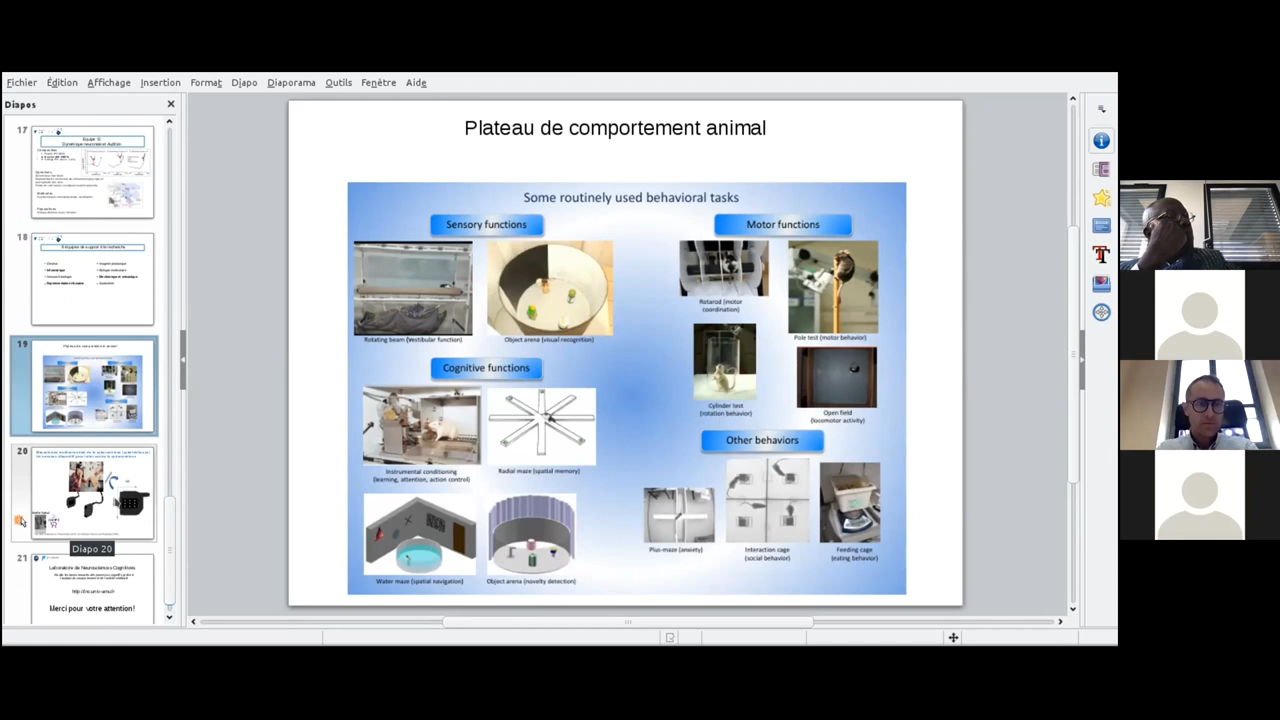 Fichier Édition Affichage Insertion Format Diapo Diaporama Outils Fenêtre Aide
Diapos
17
18
19
20
Diapo 20
21
Laboratoire de Neurosciences Cognitives
Merci pour votre attention!
Plateau de comportement animal
Some routinely used behavioral tasks
Sensory functions
Rotating beam (Vestibular function)
Object arena (visual recognition)
Cognitive functions
Instrumental conditioning
(learning, attention, action control)
Radial maze (spatial memory)
Water maze (spatial navigation)
Object arena (novelty detection)
Motor functions
Rotarod (motor
coordination)
Pole test (motor behavior)
Cylinder test
(rotation behavior)
Open field
(locomotor activity)
Other behaviors
Plus-maze (anxiety)
Interaction cage
(social behavior)
Feeding cage
(eating behavior)